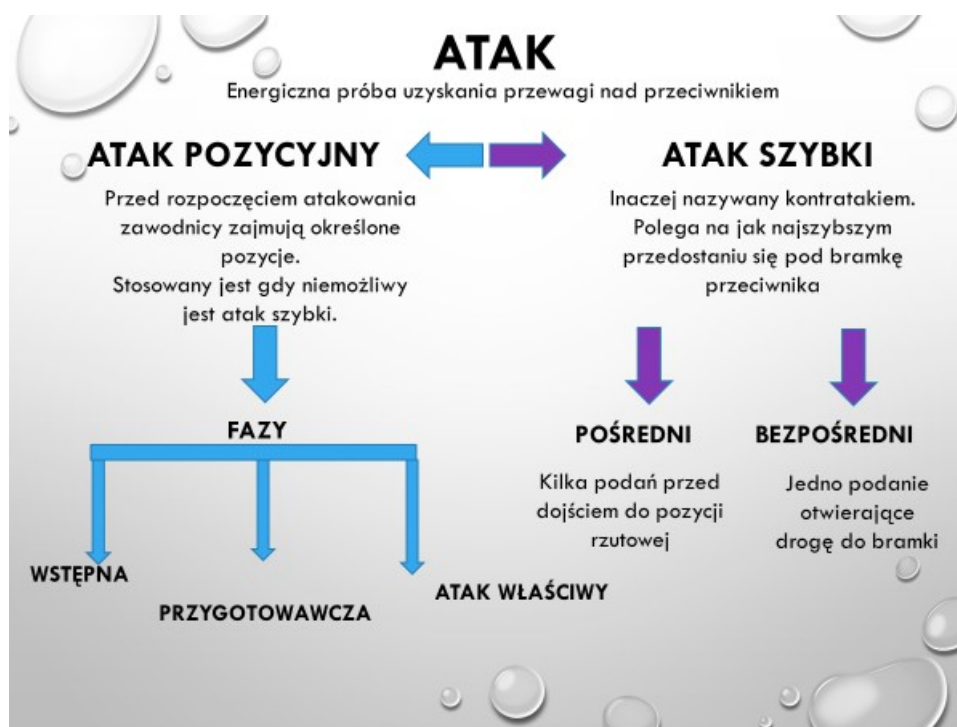 ATAK
Energiczna próba uzyskania przewagi nad przeciwnikiem
ATAK POZYCYJNY
Przed rozpoczęciem atakowania
zawodnicy zajmują określone
pozycje.
Stosowany jest gdy niemożliwy
jest atak szybki.
FAZY
WSTĘPNA
PRZYGOTOWAWCZA
ATAK WŁAŚCIWY
ATAK SZYBKI
Inaczej nazywany kontratakiem.
Polega na jak najszybszym
przedostaniu się pod bramkę
przeciwnika
POŚREDNI
Kilka podań przed
dojściem do pozycji
rzutowej
BEZPOŚREDNI
Jedno podanie
otwierające
drogę do bramki